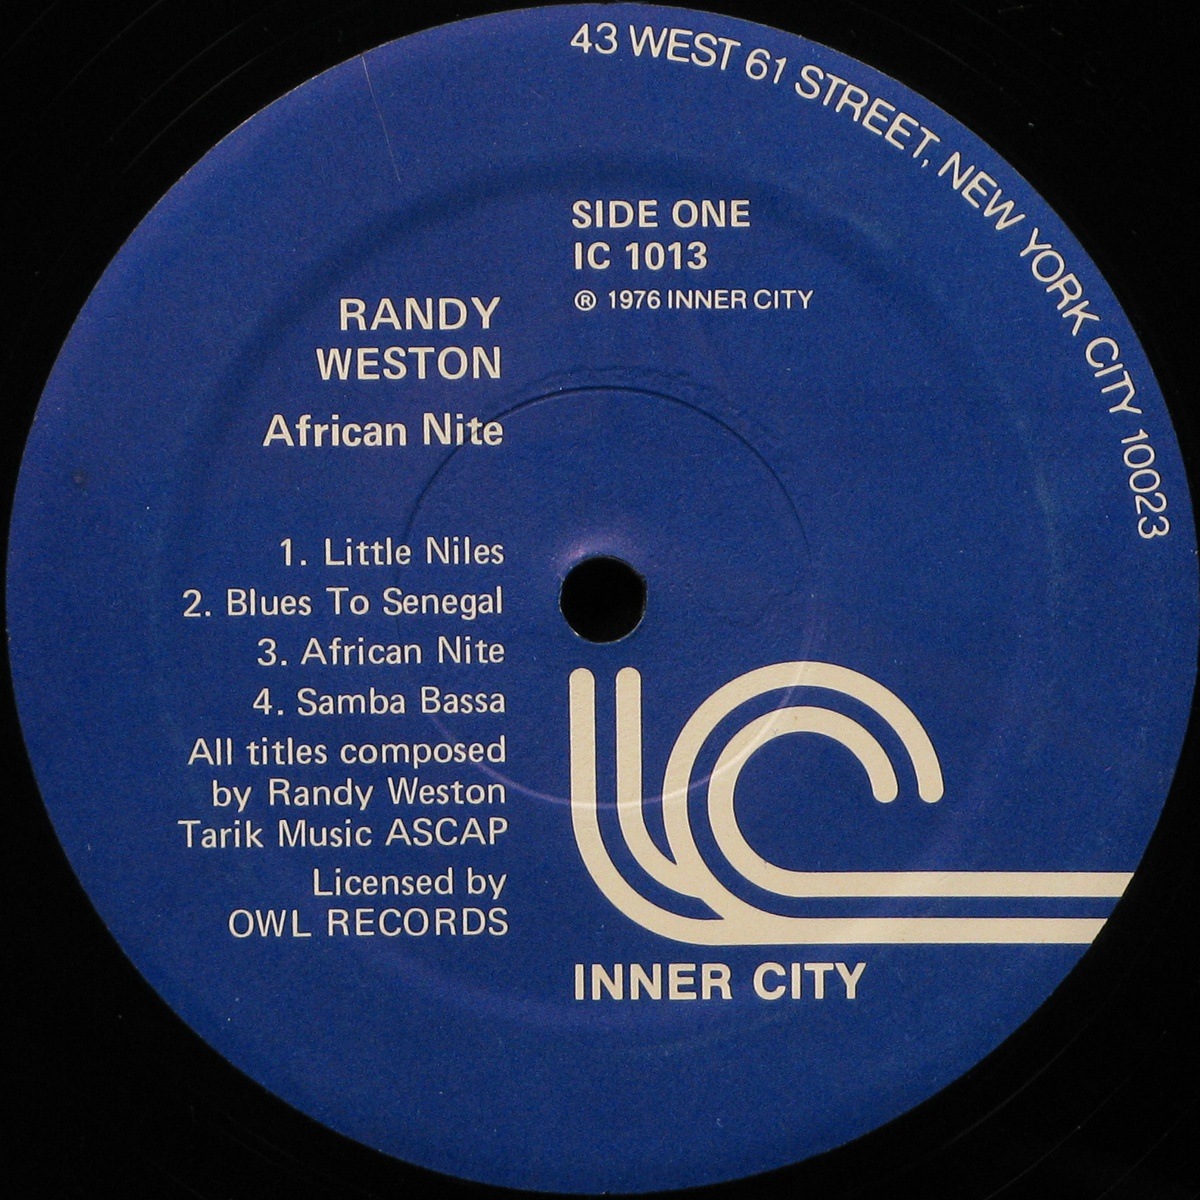 43 WEST 61 STREET, NEW YORK CITY 10023
SIDE ONE
IC 1013
® 1976 INNER CITY
RANDY
WESTON
African Nite
1. Little Niles
2. Blues To Senegal
3. African Nite
4. Samba Bassa
All titles composed
by Randy Weston
Tarik Music ASCAP
Licensed by
OWL RECORDS
ic
INNER CITY